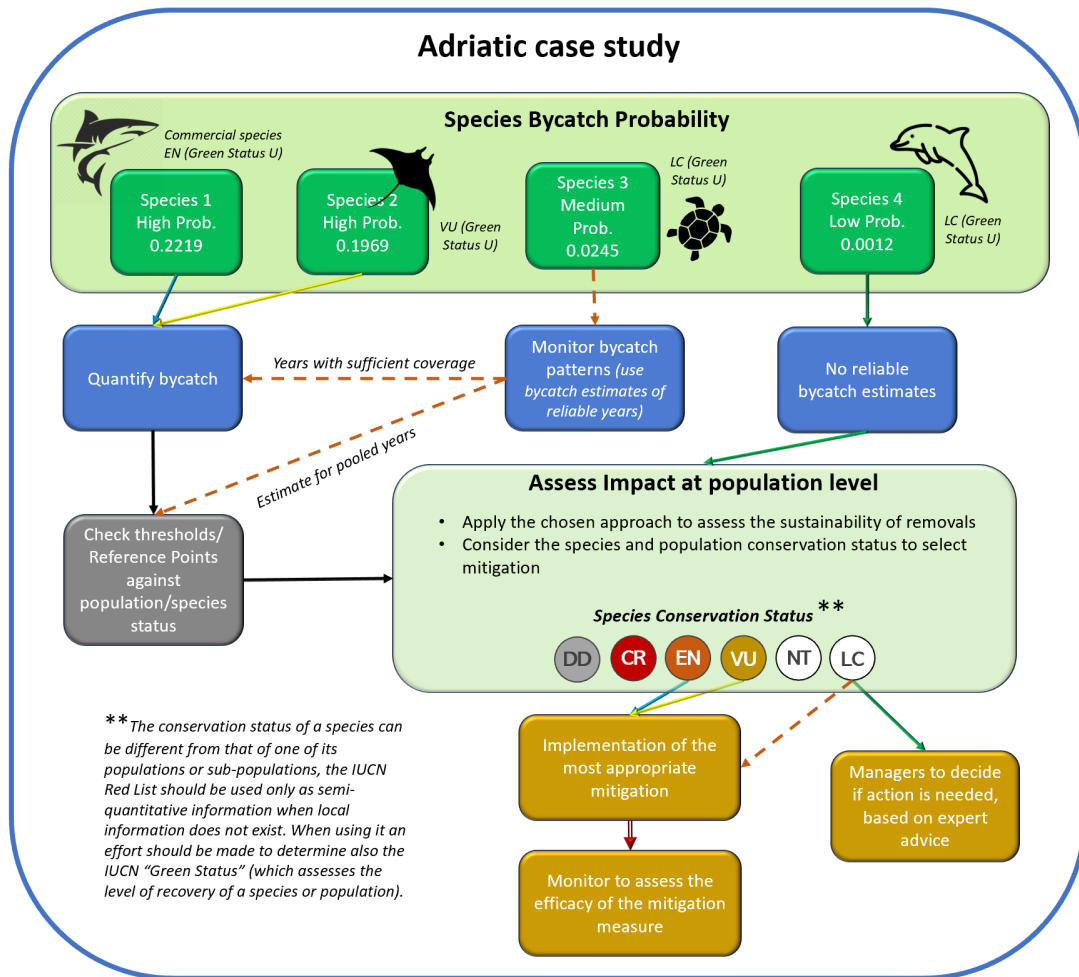 Adriatic case study
Species Bycatch Probability
Commercial species
EN (Green Status U)
Species 1
High Prob.
0.2219
Species 2
High Prob.
0.1969
VU (Green
Status U)
Species 3
Medium
Prob.
0.0245
LC (Green
Status U)
Species 4
Low Prob.
0.0012
LC (Green
Status U)
Quantify bycatch
Years with sufficient coverage
Monitor bycatch
patterns (use
bycatch estimates of
reliable years)
No reliable
bycatch estimates
Estimate for pooled years
Check thresholds/
Reference Points
against
population/species
status
Assess Impact at population level
• Apply the chosen approach to assess the sustainability of removals
• Consider the species and population conservation status to select
mitigation
Species Conservation Status **
DD CR EN VU NT LC
**The conservation status of a species can
be different from that of one of its
populations or sub-populations, the IUCN
Red List should be used only as semi-
quantitative information when local
information does not exist. When using it an
effort should be made to determine also the
IUCN “Green Status” (which assesses the
level of recovery of a species or population).
Implementation of the
most appropriate
mitigation
Managers to decide
if action is needed,
based on expert
advice
Monitor to assess the
efficacy of the mitigation
measure